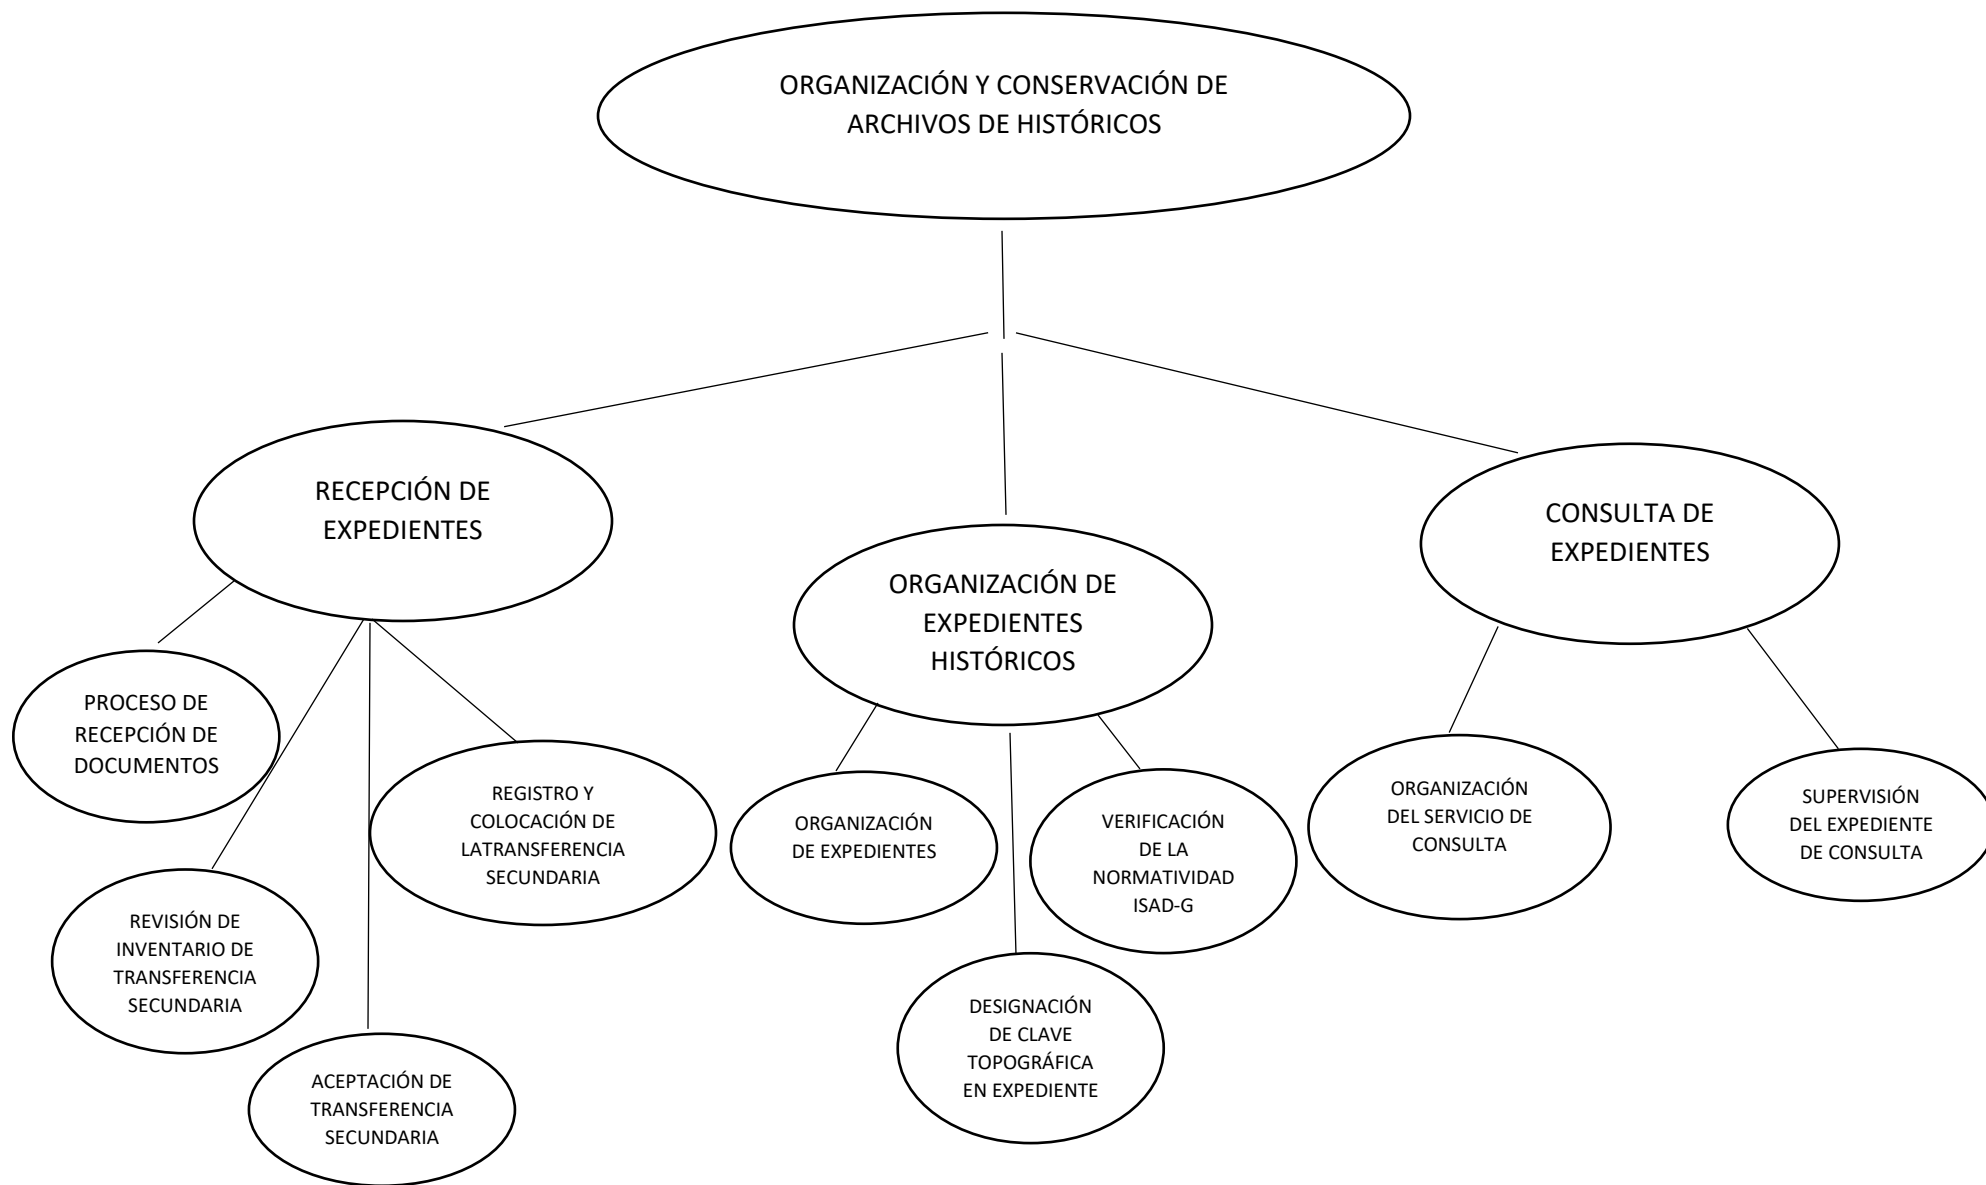 ORGANIZACIÓN Y CONSERVACIÓN DE
ARCHIVOS DE HISTÓRICOS
RECEPCIÓN DE
EXPEDIENTES
ORGANIZACIÓN DE
EXPEDIENTES
HISTÓRICOS
CONSULTA DE
EXPEDIENTES
PROCESO DE
RECEPCIÓN DE
DOCUMENTOS
REVISIÓN DE
INVENTARIO DE
TRANSFERENCIA
SECUNDARIA
ACEPTACIÓN DE
TRANSFERENCIA
SECUNDARIA
REGISTRO Y
COLOCACIÓN DE
LATRANSFERENCIA
SECUNDARIA
ORGANIZACIÓN
DE EXPEDIENTES
DESIGNACIÓN
DE CLAVE
TOPOGRÁFICA
EN EXPEDIENTE
VERIFICACIÓN
DE LA
NORMATIVIDAD
ISAD-G
ORGANIZACIÓN
DEL SERVICIO DE
CONSULTA
SUPERVISIÓN
DEL EXPEDIENTE
DE CONSULTA